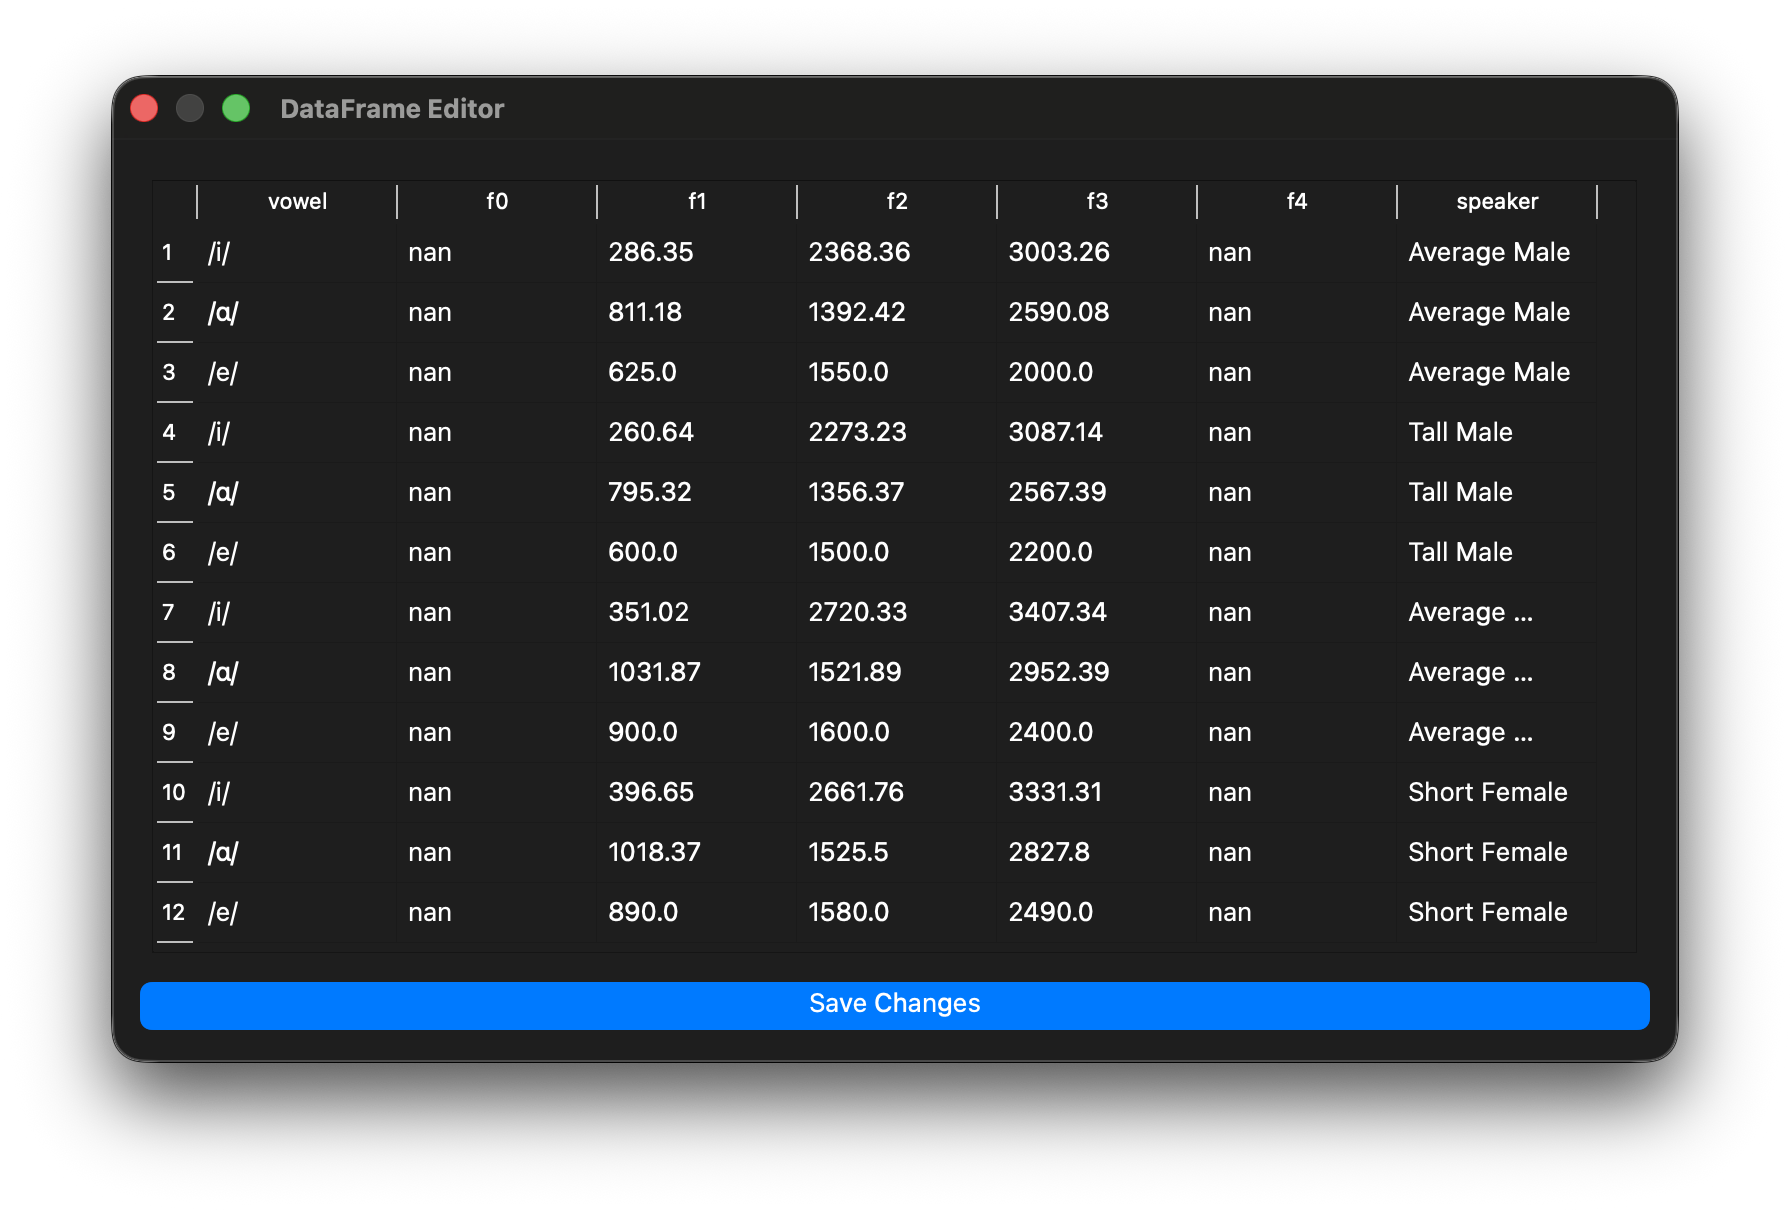 DataFrame Editor
vowel f0 f1 f2 f3 f4 speaker
1 /i/ nan 286.35 2368.36 3003.26 nan Average Male
2 /ɑ/ nan 811.18 1392.42 2590.08 nan Average Male
3 /e/ nan 625.0 1550.0 2000.0 nan Average Male
4 /i/ nan 260.64 2273.23 3087.14 nan Tall Male
5 /ɑ/ nan 795.32 1356.37 2567.39 nan Tall Male
6 /e/ nan 600.0 1500.0 2200.0 nan Tall Male
7 /i/ nan 351.02 2720.33 3407.34 nan Average ...
8 /ɑ/ nan 1031.87 1521.89 2952.39 nan Average ...
9 /e/ nan 900.0 1600.0 2400.0 nan Average ...
10 /i/ nan 396.65 2661.76 3331.31 nan Short Female
11 /ɑ/ nan 1018.37 1525.5 2827.8 nan Short Female
12 /e/ nan 890.0 1580.0 2490.0 nan Short Female
Save Changes